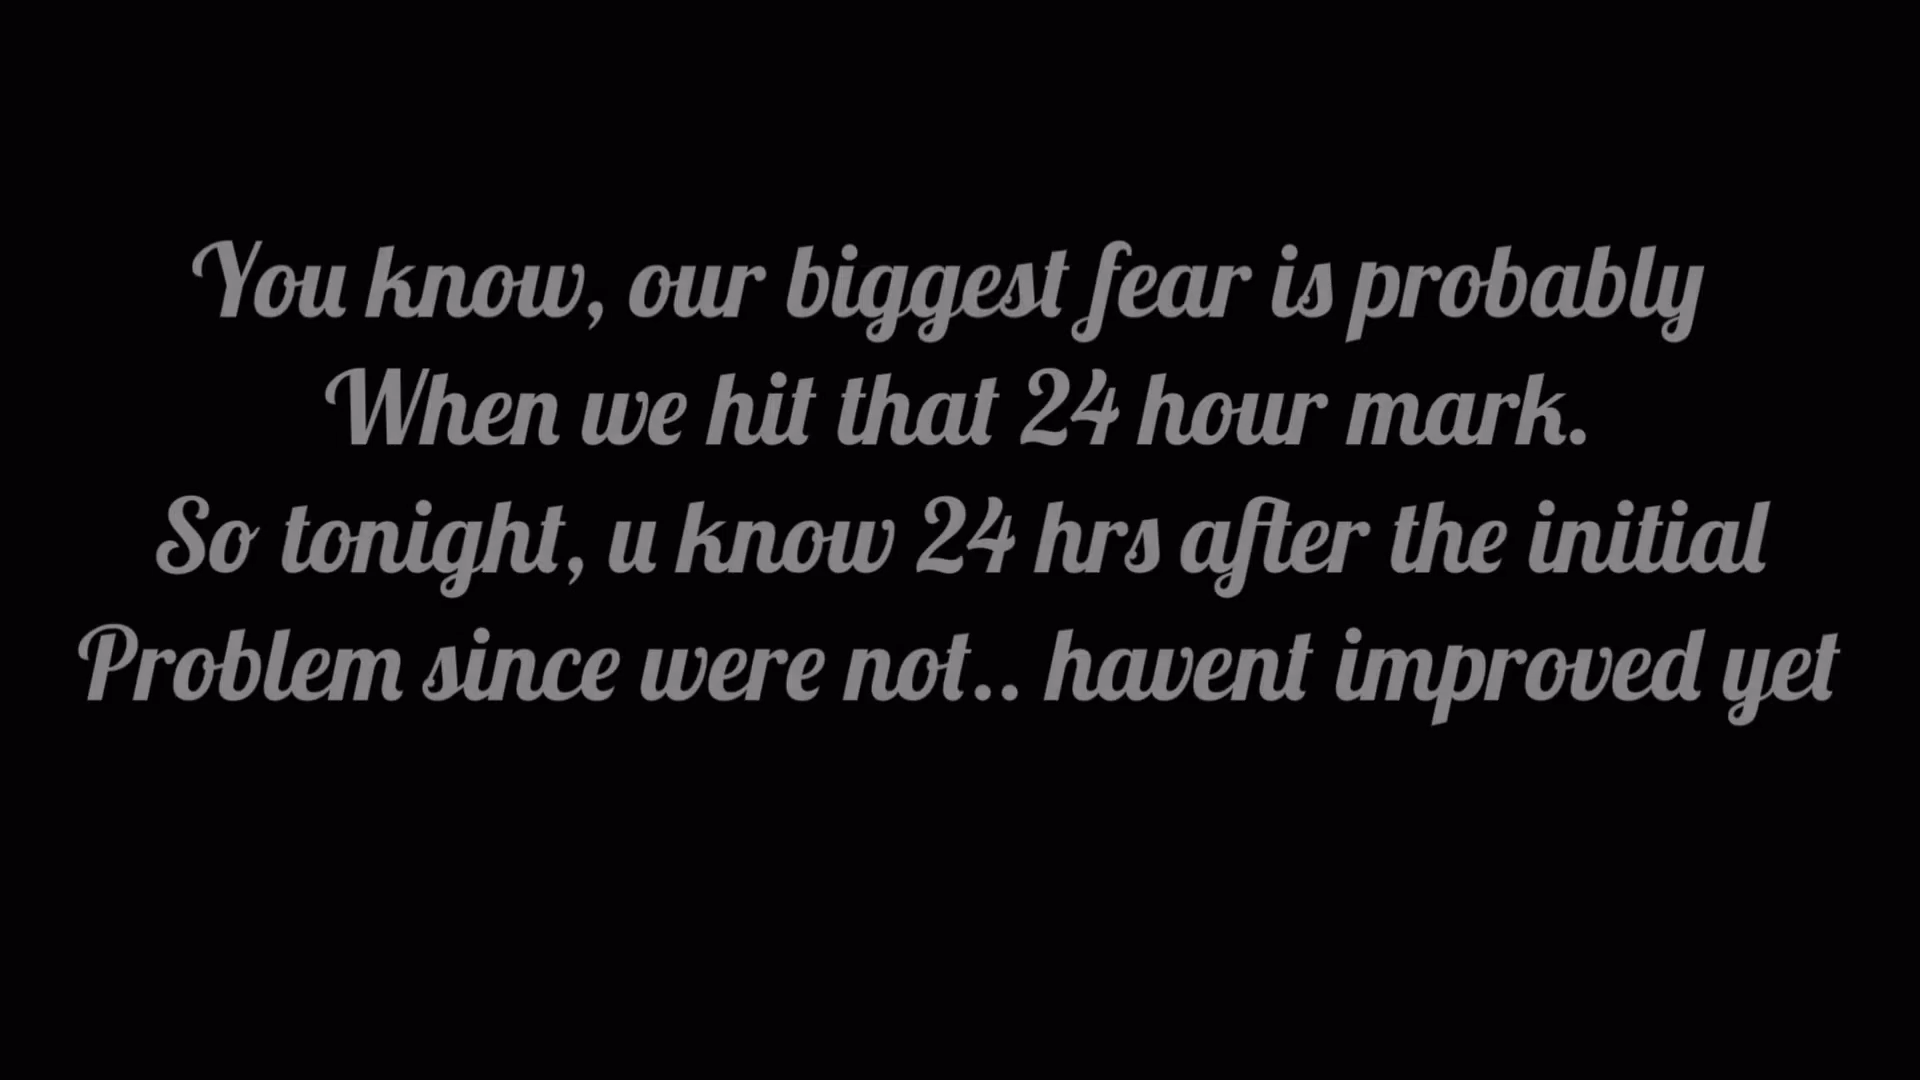 You know, our biggest fear is probably
When we hit that 24 hour mark.
So tonight, u know 24 hrs after the initial
Problem since were not.. havent improved yet